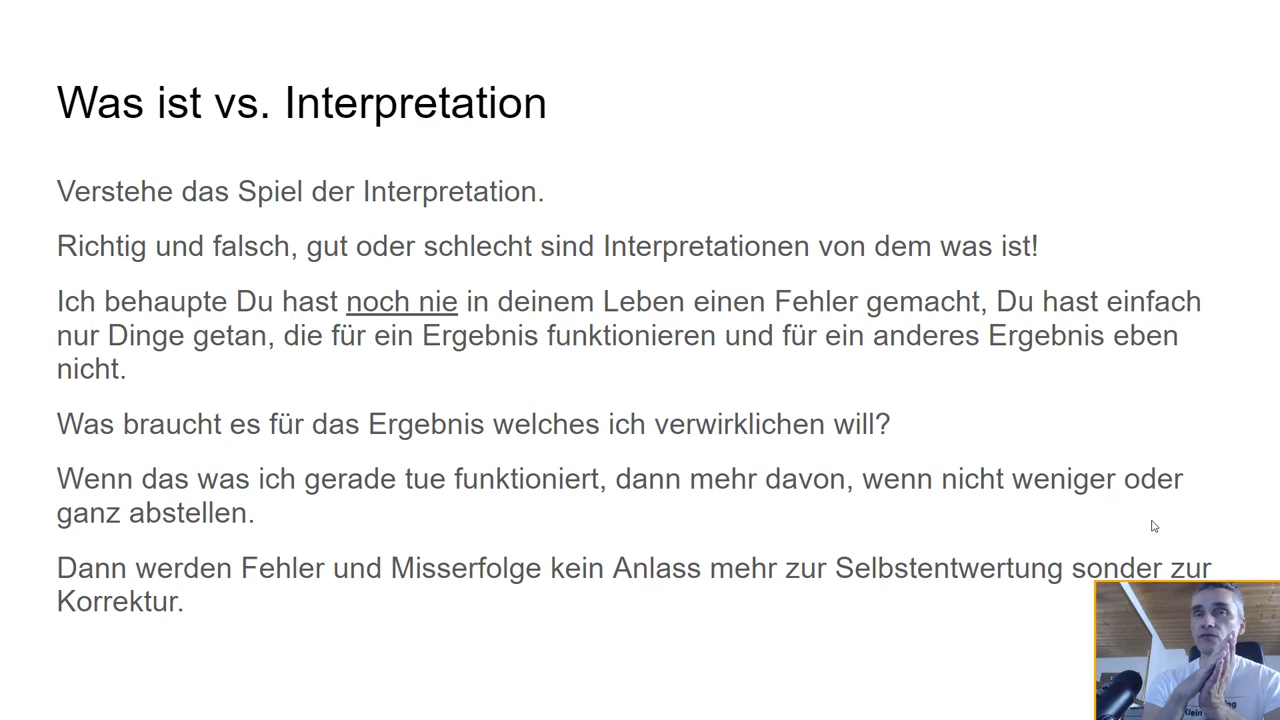 Was ist vs. Interpretation
Verstehe das Spiel der Interpretation.
Richtig und falsch, gut oder schlecht sind Interpretationen von dem was ist!
Ich behaupte Du hast noch nie in deinem Leben einen Fehler gemacht, Du hast einfach
nur Dinge getan, die für ein Ergebnis funktionieren und für ein anderes Ergebnis eben
nicht.
Was braucht es für das Ergebnis welches ich verwirklichen will?
Wenn das was ich gerade tue funktioniert, dann mehr davon, wenn nicht weniger oder
ganz abstellen.
Dann werden Fehler und Misserfolge kein Anlass mehr zur Selbstentwertung sonder zur
Korrektur.